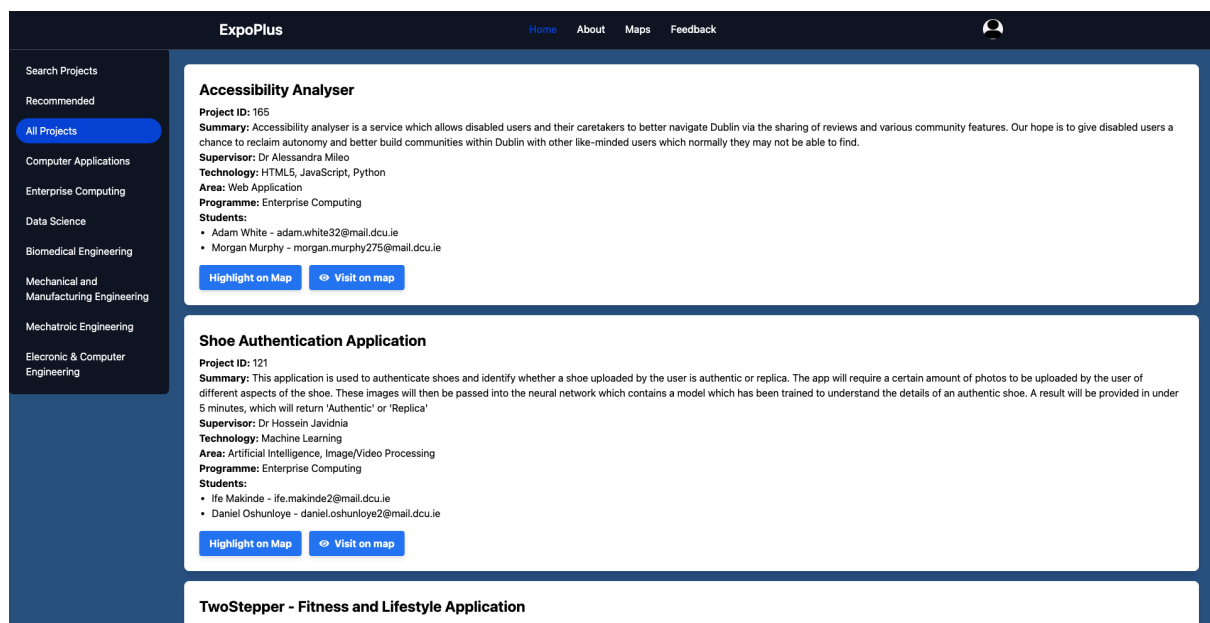 ExpoPlus
Home
About
Maps
Feedback
Search Projects
Recommended
All Projects
Computer Applications
Enterprise Computing
Data Science
Biomedical Engineering
Mechanical and
Manufacturing Engineering
Mechatroic Engineering
Elecronic & Computer
Engineering
Accessibility Analyser
Project ID: 165
Summary: Accessibility analyser is a service which allows disabled users and their caretakers to better navigate Dublin via the sharing of reviews and various community features. Our hope is to give disabled users a
chance to reclaim autonomy and better build communities within Dublin with other like-minded users which normally they may not be able to find.
Supervisor: Dr Alessandra Mileo
Technology: HTML5, JavaScript, Python
Area: Web Application
Programme: Enterprise Computing
Students:
• Adam White - adam.white32@mail.dcu.ie
• Morgan Murphy - morgan.murphy275@mail.dcu.ie
Highlight on Map
Visit on map
Shoe Authentication Application
Project ID: 121
Summary: This application is used to authenticate shoes and identify whether a shoe uploaded by the user is authentic or replica. The app will require a certain amount of photos to be uploaded by the user of
different aspects of the shoe. These images will then be passed into the neural network which contains a model which has been trained to understand the details of an authentic shoe. A result will be provided in under
5 minutes, which will return 'Authentic' or 'Replica'
Supervisor: Dr Hossein Javidnia
Technology: Machine Learning
Area: Artificial Intelligence, Image/Video Processing
Programme: Enterprise Computing
Students:
• Ife Makinde - ife.makinde2@mail.dcu.ie
• Daniel Oshunloye - daniel.oshunloye2@mail.dcu.ie
Highlight on Map
Visit on map
TwoStepper - Fitness and Lifestyle Application